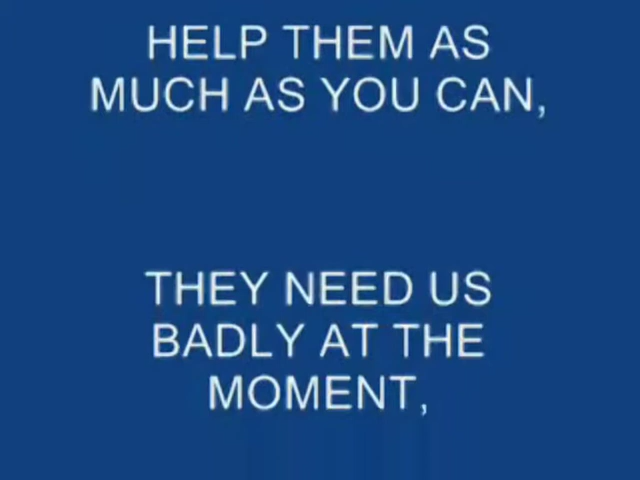 HELP THEM AS
MUCH AS YOU CAN,
THEY NEED US
BADLY AT THE
MOMENT,